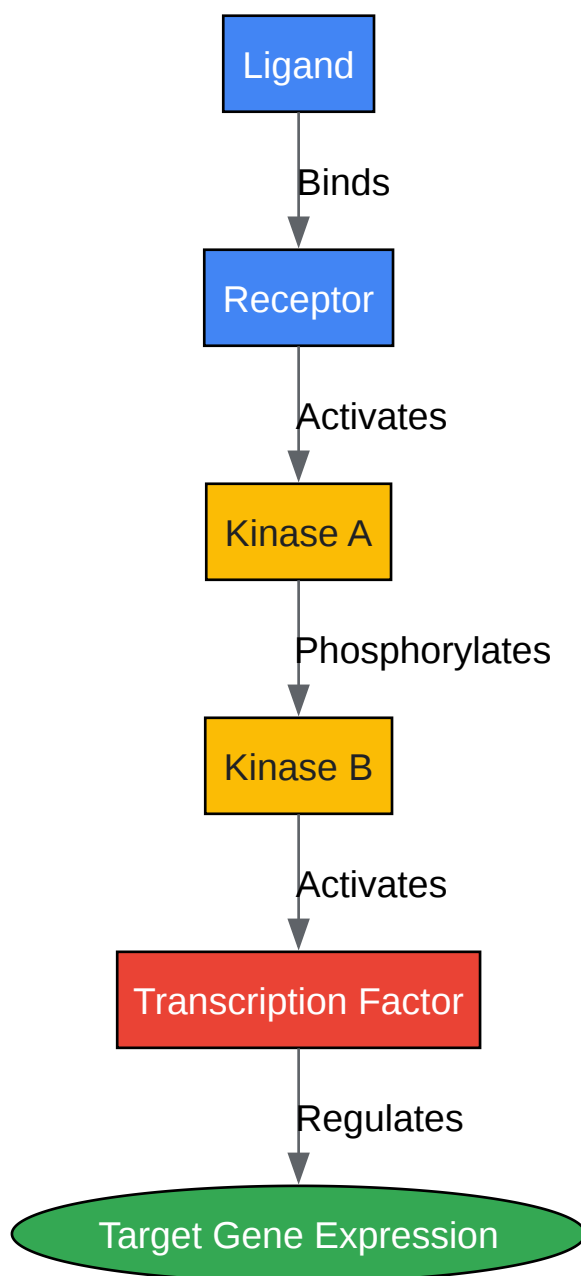 Ligand
Binds
Receptor
Activates
Kinase A
Phosphorylates
Kinase B
Activates
Transcription Factor
Regulates
Target Gene Expression